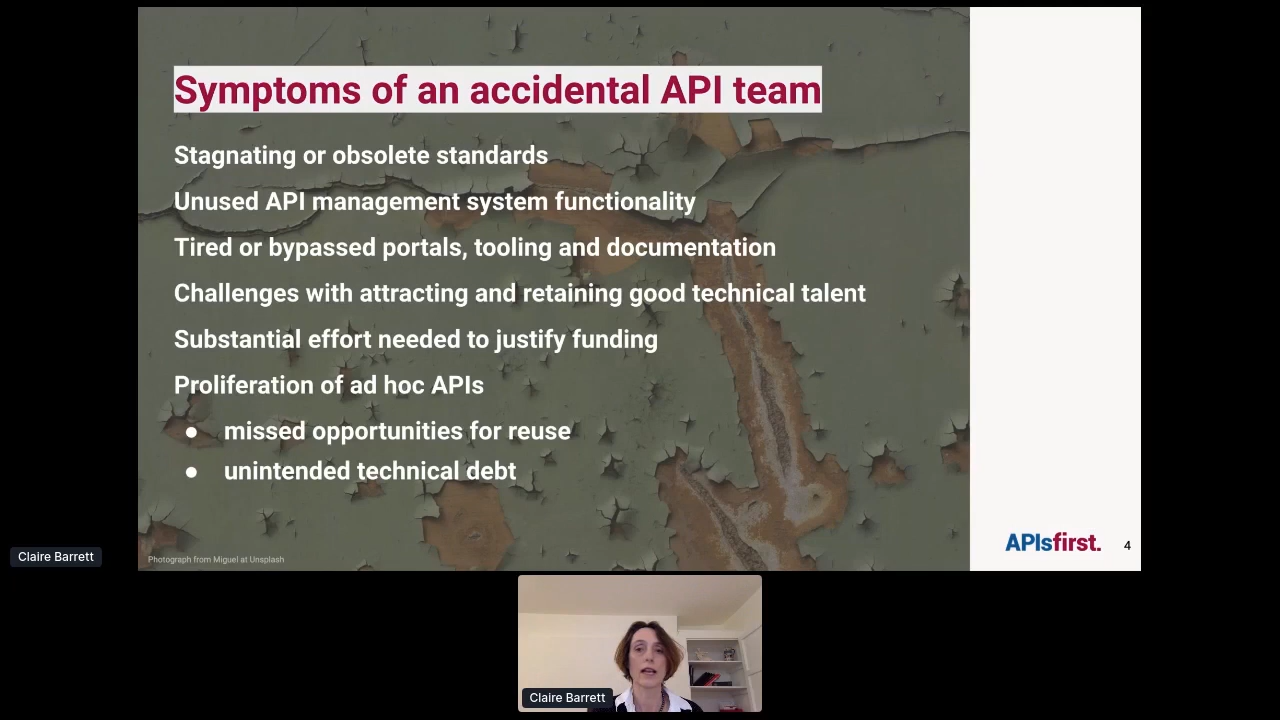 Symptoms of an accidental API team
Stagnating or obsolete standards
Unused API management system functionality
Tired or bypassed portals, tooling and documentation
Challenges with attracting and retaining good technical talent
Substantial effort needed to justify funding
Proliferation of ad hoc APIs
● missed opportunities for reuse
● unintended technical debt
Photograph from Miguel at Unsplash
APIsfirst.
4
Claire Barrett
Claire Barrett